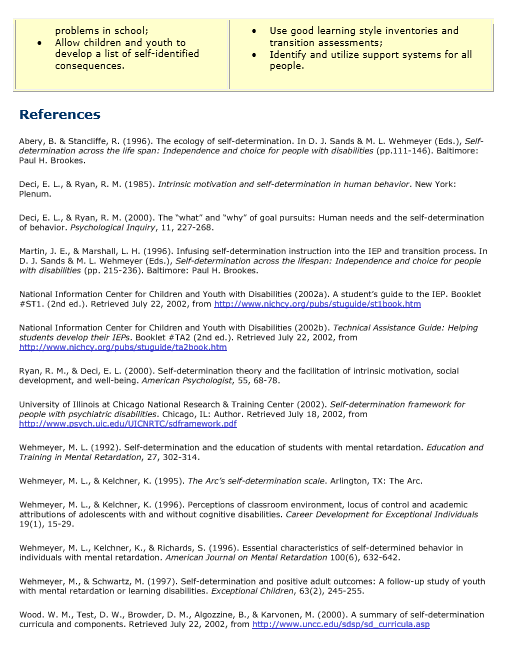 problems in school;
• Allow children and youth to
develop a list of self-identified
consequences.
• Use good learning style inventories and
transition assessments;
• Identify and utilize support systems for all
people.
References
Abery, B. & Stancliffe, R. (1996). The ecology of self-determination. In D. J. Sands & M. L. Wehmeyer (Eds.), Self-
determination across the life span: Independence and choice for people with disabilities (pp.111-146). Baltimore:
Paul H. Brookes.
Deci, E. L., & Ryan, R. M. (1985). Intrinsic motivation and self-determination in human behavior. New York:
Plenum.
Deci, E. L., & Ryan, R. M. (2000). The “what” and “why” of goal pursuits: Human needs and the self-determination
of behavior. Psychological Inquiry, 11, 227-268.
Martin, J. E., & Marshall, L. H. (1996). Infusing self-determination instruction into the IEP and transition process. In
D. J. Sands & M. L. Wehmeyer (Eds.), Self-determination across the lifespan: Independence and choice for people
with disabilities (pp. 215-236). Baltimore: Paul H. Brookes.
National Information Center for Children and Youth with Disabilities (2002a). A student’s guide to the IEP. Booklet
#ST1. (2nd ed.). Retrieved July 22, 2002, from http://www.nichcy.org/pubs/stuguide/st1book.htm
National Information Center for Children and Youth with Disabilities (2002b). Technical Assistance Guide: Helping
students develop their IEPs. Booklet #TA2 (2nd ed.). Retrieved July 22, 2002, from
http://www.nichcy.org/pubs/stuguide/ta2book.htm
Ryan, R. M., & Deci, E. L. (2000). Self-determination theory and the facilitation of intrinsic motivation, social
development, and well-being. American Psychologist, 55, 68-78.
University of Illinois at Chicago National Research & Training Center (2002). Self-determination framework for
people with psychiatric disabilities. Chicago, IL: Author. Retrieved July 18, 2002, from
http://www.psych.uic.edu/UICNRTC/sdframework.pdf
Wehmeyer, M. L. (1992). Self-determination and the education of students with mental retardation. Education and
Training in Mental Retardation, 27, 302-314.
Wehmeyer, M. L., & Kelchner, K. (1995). The Arc’s self-determination scale. Arlington, TX: The Arc.
Wehmeyer, M. L., & Kelchner, K. (1996). Perceptions of classroom environment, locus of control and academic
attributions of adolescents with and without cognitive disabilities. Career Development for Exceptional Individuals
19(1), 15-29.
Wehmeyer, M. L., Kelchner, K., & Richards, S. (1996). Essential characteristics of self-determined behavior in
individuals with mental retardation. American Journal on Mental Retardation 100(6), 632-642.
Wehmeyer, M., & Schwartz, M. (1997). Self-determination and positive adult outcomes: A follow-up study of youth
with mental retardation or learning disabilities. Exceptional Children, 63(2), 245-255.
Wood. W. M., Test, D. W., Browder, D. M., Algozzine, B., & Karvonen, M. (2000). A summary of self-determination
curricula and components. Retrieved July 22, 2002, from http://www.uncc.edu/sdsp/sd_curricula.asp